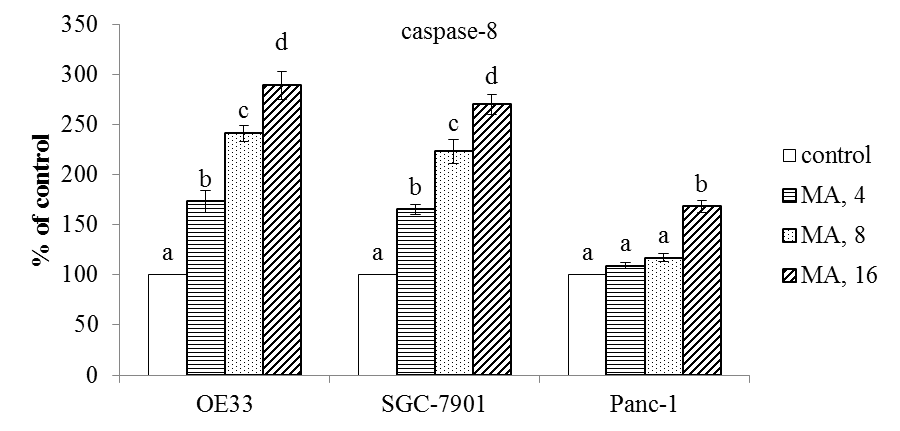 caspase-8
% of control
350
300
250
200
150
100
50
0
a
b
c
d
a
b
c
d
a
a
a
b
OE33
SGC-7901
Panc-1
control
MA, 4
MA, 8
MA, 16